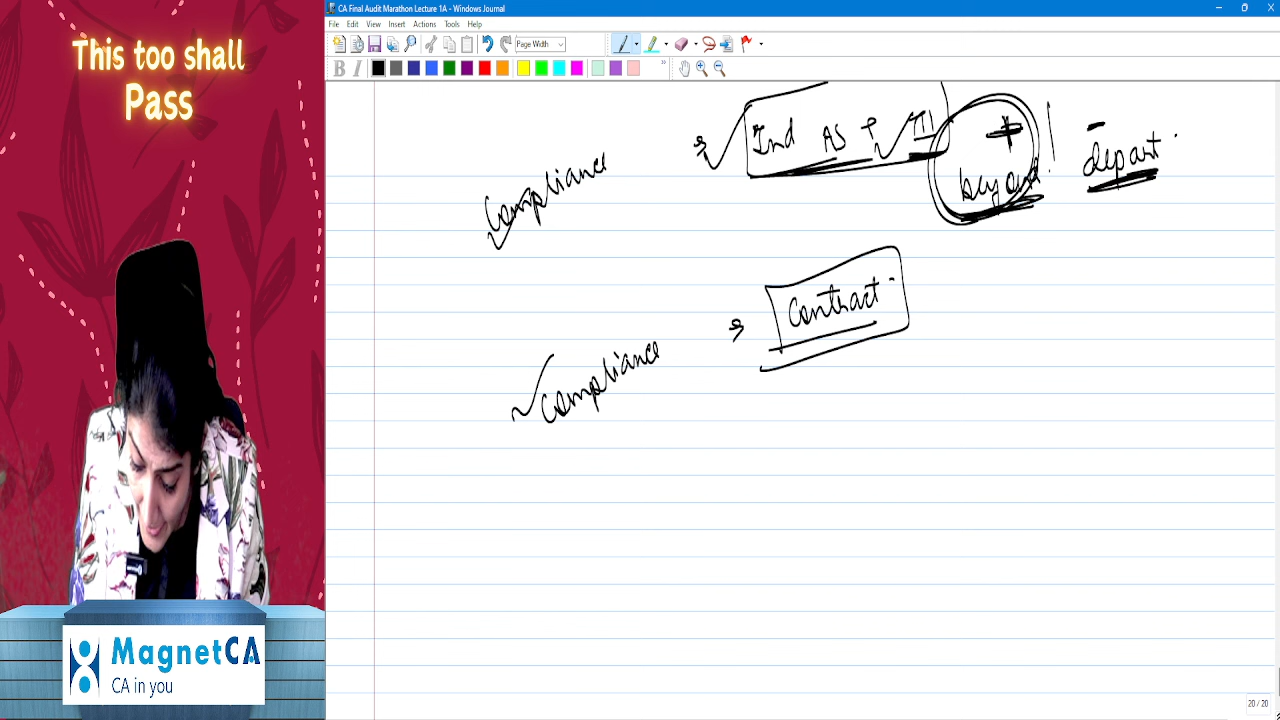 This too shall
Pass
CA Final Audit Marathon Lecture 1A - Windows Journal
File Edit View Insert Actions Tools Help
Page Width
B I
Ind AS +
+
beyond!
depart
Compliance
Contract
Compliance
MagnetCA
CA in you
20 / 20